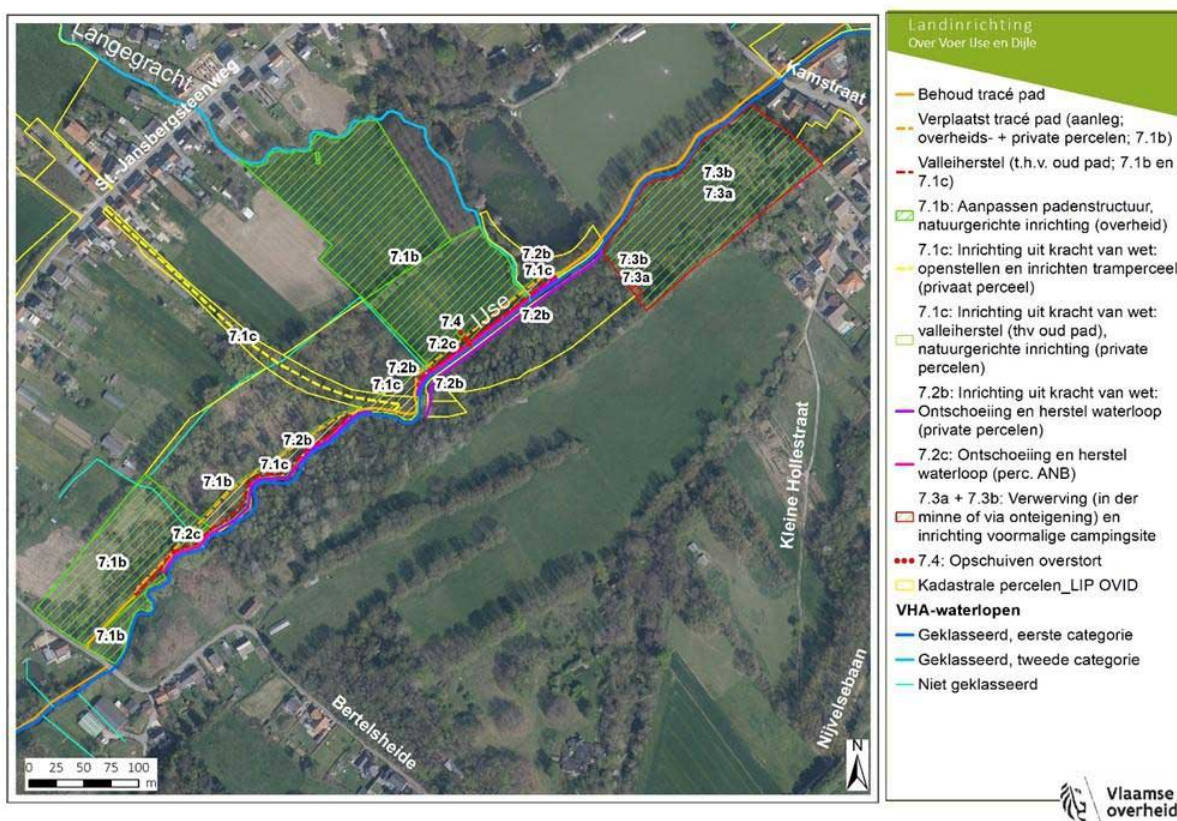 Langegracht
St.-Jansbergsteenweg
Kamstraat
7.3b
7.3a
7.2b
7.1c
7.1b
7.3b
7.3a
IJse
7.2b
7.4
7.2c
7.1c
7.2b
7.1c
7.2b
7.2b
7.1c
7.1b
7.2c
7.1b
7.1b
Kleine Hollestraat
Bertelsheide
Nijvelsebaan
N
0 25 50 75 100
m
Landinrichting
Over Voer IJse en Dijle
Behoud tracé pad
Verplaatst tracé pad (aanleg;
overheids- + private percelen; 7.1b)
Valleiherstel (t.h.v. oud pad; 7.1b en
7.1c)
7.1b: Aanpassen padenstructuur,
natuurgerichte inrichting (overheid)
7.1c: Inrichting uit kracht van wet:
openstellen en inrichten tramperceel
(privaat perceel)
7.1c: Inrichting uit kracht van wet:
valleiherstel (thv oud pad),
natuurgerichte inrichting (private
percelen)
7.2b: Inrichting uit kracht van wet:
Ontschoeiing en herstel waterloop
(private percelen)
7.2c: Ontschoeiing en herstel
waterloop (perc. ANB)
7.3a + 7.3b: Verwerving (in der
minne of via onteigening) en
inrichting voormalige campingsite
7.4: Opschuiven overstort
Kadastrale percelen_LIP OVID
VHA-waterlopen
Geklasseerd, eerste categorie
Geklasseerd, tweede categorie
Niet geklasseerd
Vlaamse
overheid